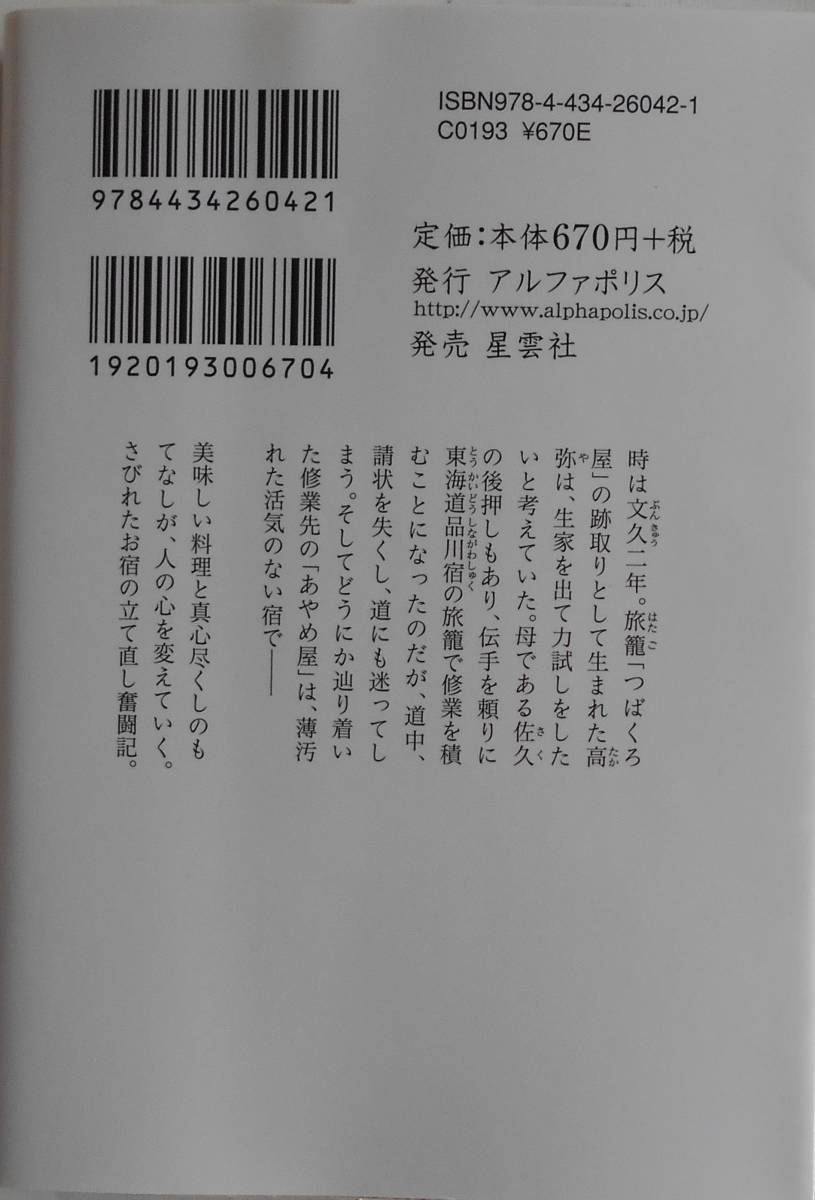 ISBN978-4-434-26042-1
C0193 ¥670E
9784434260421
1920193006704
定価：本体670円＋税
発行 アルファポリス
http://www.alphapolis.co.jp/
発売 星雲社
時は文久二年。旅籠「つばくろ
屋」の跡取りとして生まれた高
弥は、生家を出て力試しをした
いと考えていた。母である佐久
の後押しもあり、伝手を頼りに
東海道品川宿の旅籠で修業を積
むことになったのだが、道中、
請状を失くし、道にも迷ってし
まう。そしてどうにか辿り着い
た修業先の「あやめ屋」は、薄汚
れた活気のない宿で――
美味しい料理と真心尽くしのも
てなしが、人の心を変えていく。
さびれたお宿の立て直し奮闘記。